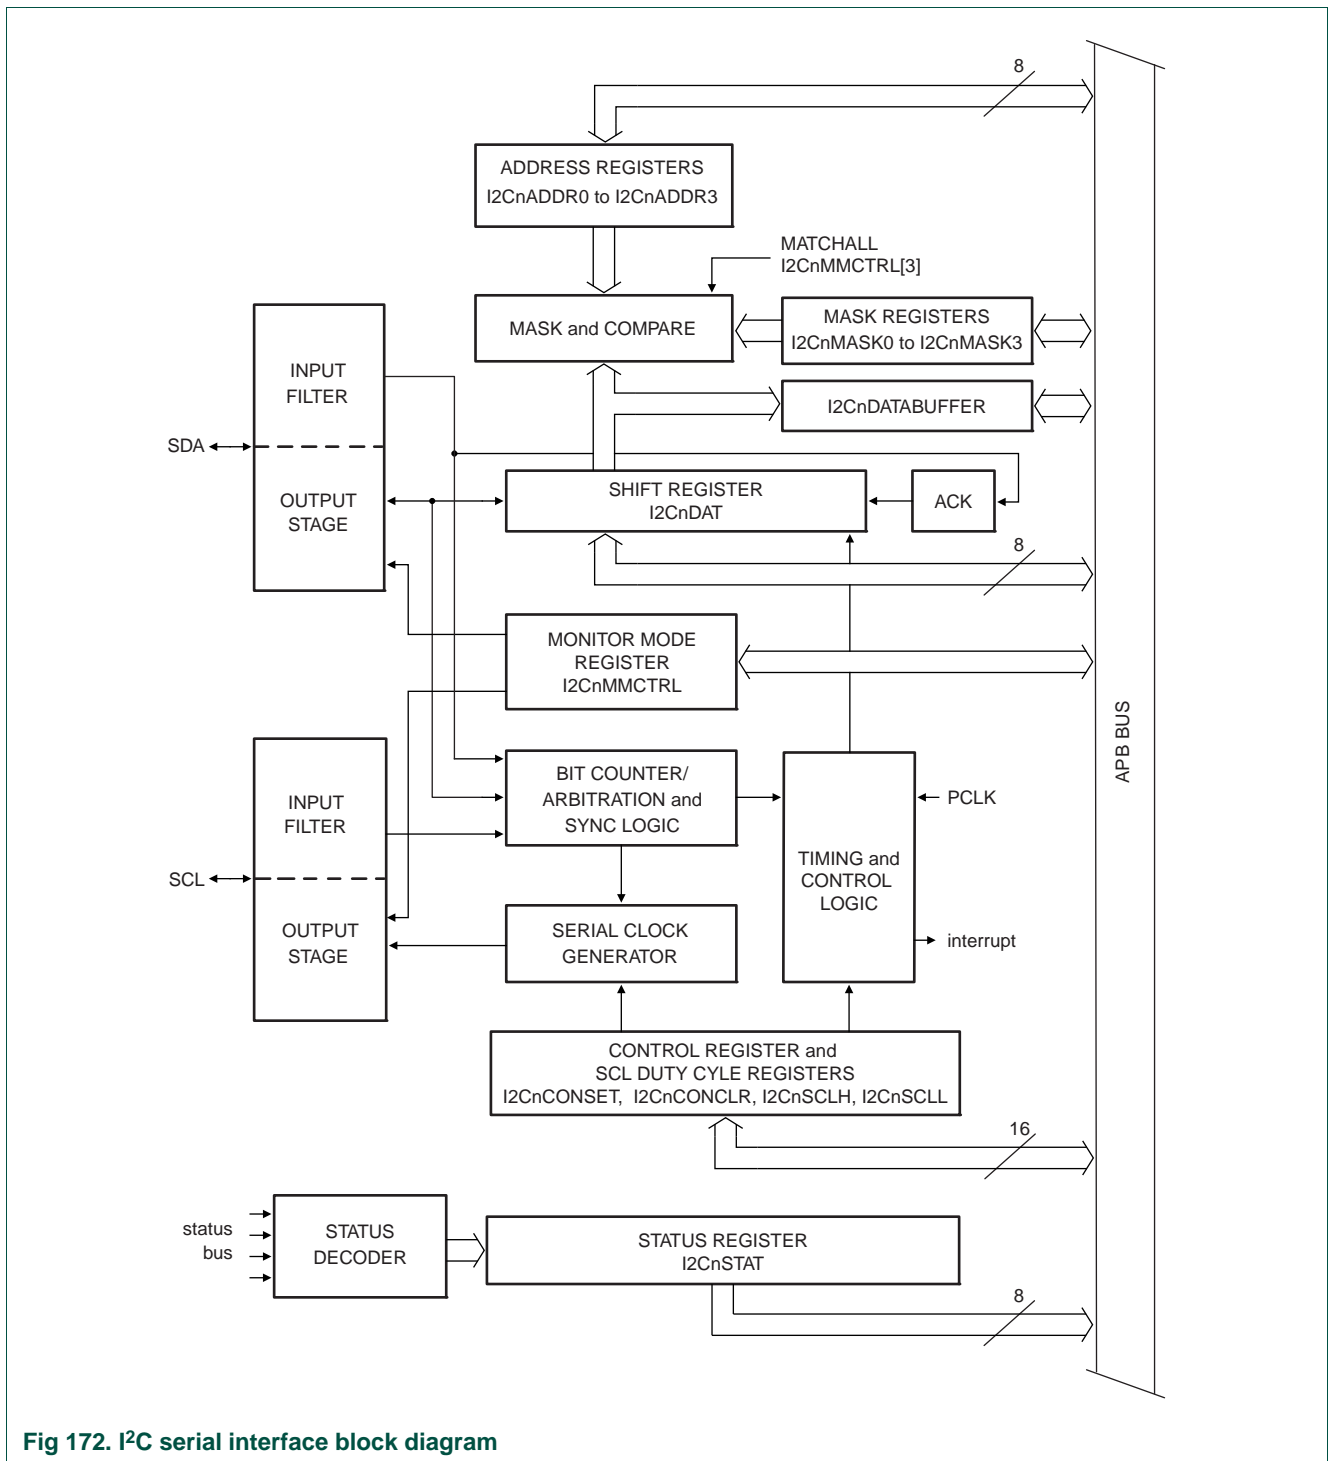 8
ADDRESS REGISTERS
I2CnADDR0 to I2CnADDR3
MATCHALL
I2CnMMCTRL[3]
MASK and COMPARE
MASK REGISTERS
I2CnMASK0 to I2CnMASK3
I2CnDATABUFFER
INPUT
FILTER
SDA
OUTPUT
STAGE
SHIFT REGISTER
I2CnDAT
ACK
8
MONITOR MODE
REGISTER
I2CnMMCTRL
APB BUS
BIT COUNTER/
ARBITRATION and
SYNC LOGIC
PCLK
INPUT
FILTER
TIMING and
CONTROL
LOGIC
SCL
OUTPUT
STAGE
SERIAL CLOCK
GENERATOR
interrupt
CONTROL REGISTER and
SCL DUTY CYLE REGISTERS
I2CnCONSET, I2CnCONCLR, I2CnSCLH, I2CnSCLL
16
status
bus
STATUS
DECODER
STATUS REGISTER
I2CnSTAT
8
Fig 172. I²C serial interface block diagram